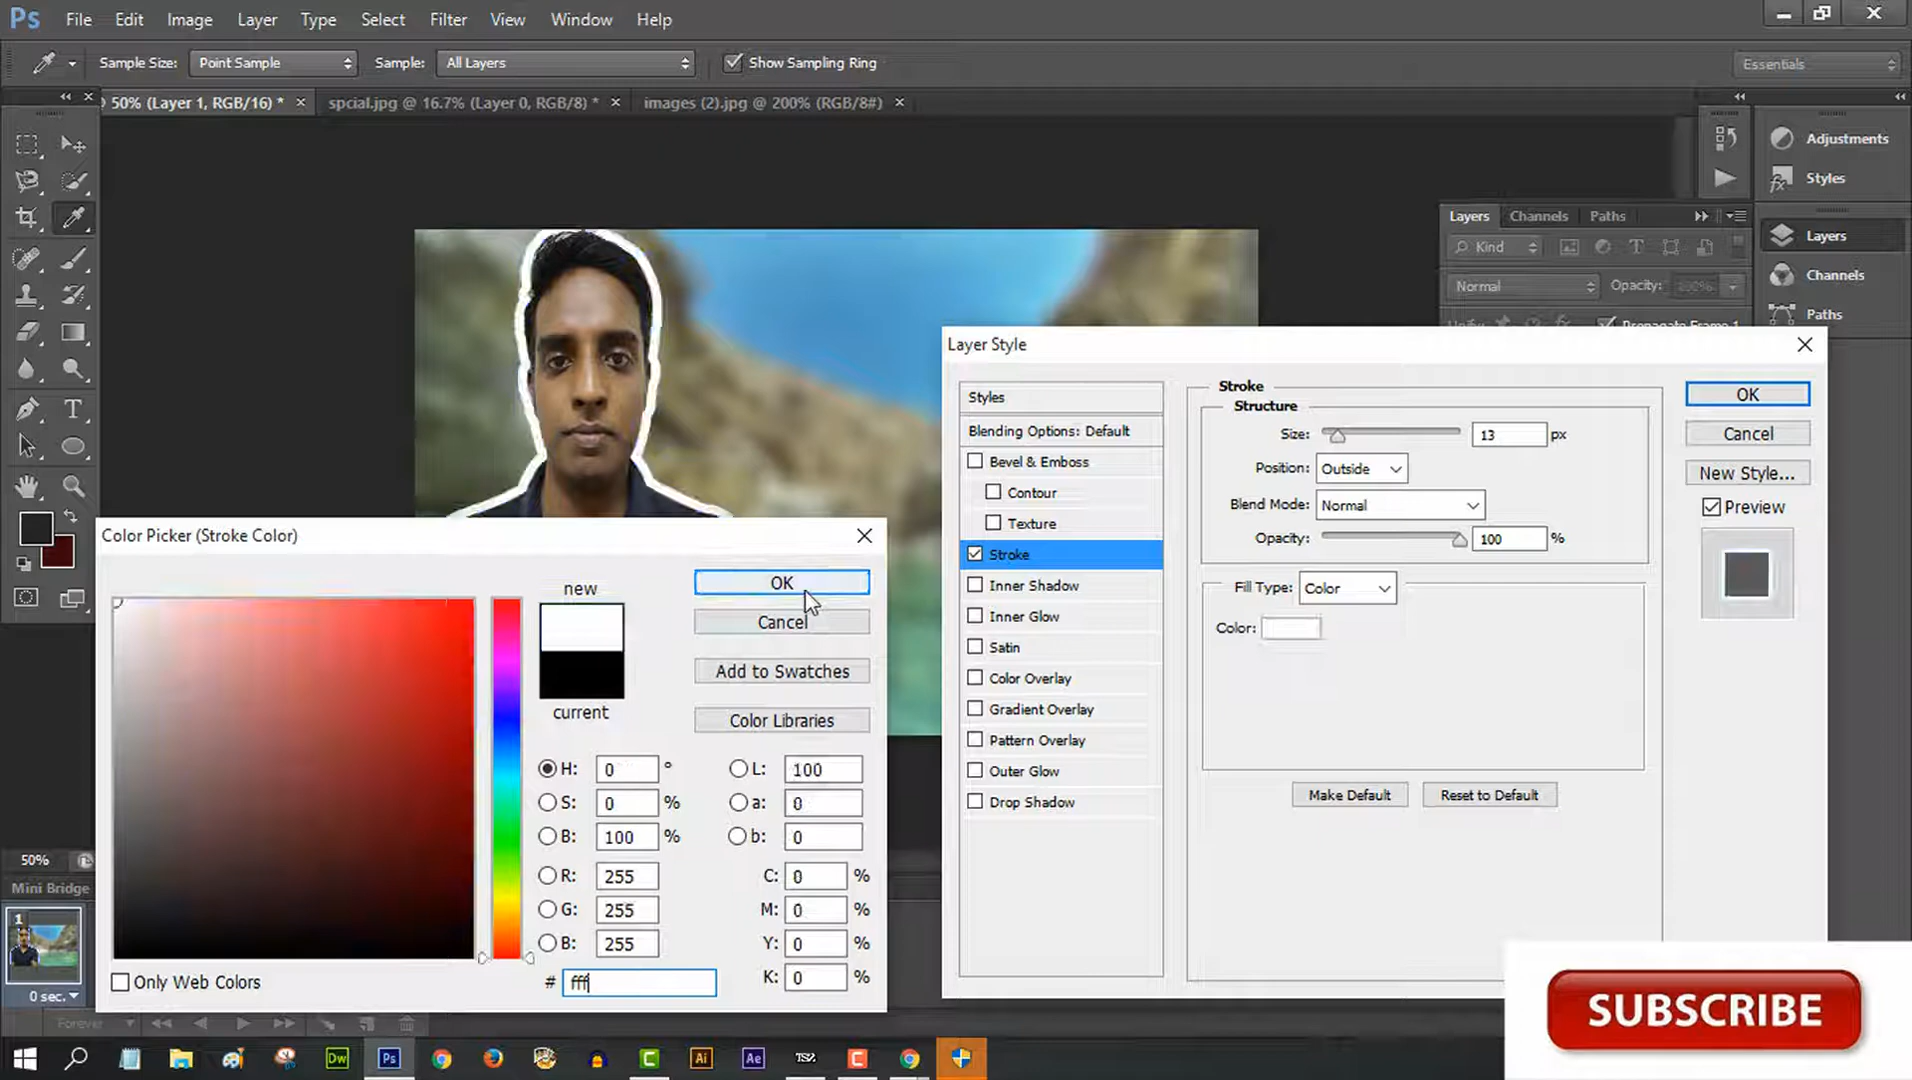 Ps File Edit Image Layer Type Select Filter View Window Help
Sample Size: Point Sample Sample: All Layers Show Sampling Ring Essentials
50% (Layer 1, RGB/16) * × spcial.jpg @ 16.7% (Layer 0, RGB/8) * × images (2).jpg @ 200% (RGB/8#) ×
Adjustments
Styles
Layers Channels Paths
Layers
Kind
Channels
Normal Opacity: 100%
Paths
Propagate Frame 1
Layer Style
Styles
Blending Options: Default
Bevel & Emboss
Contour
Texture
Stroke
Inner Shadow
Inner Glow
Satin
Color Overlay
Gradient Overlay
Pattern Overlay
Outer Glow
Drop Shadow
Stroke
Structure
Size: 13 px
Position: Outside
Blend Mode: Normal
Opacity: 100 %
Fill Type: Color
Color:
Make Default Reset to Default
OK
Cancel
New Style...
Preview
Color Picker (Stroke Color)
new
current
OK
Cancel
Add to Swatches
Color Libraries
H: 0 ° L: 100
S: 0 % a: 0
B: 100 % b: 0
R: 255 C: 0 %
G: 255 M: 0 %
B: 255 Y: 0 %
# fff K: 0 %
Only Web Colors
50%
Mini Bridge
1
0 sec.
Forever
SUBSCRIBE
Dw Ps Ai Ae